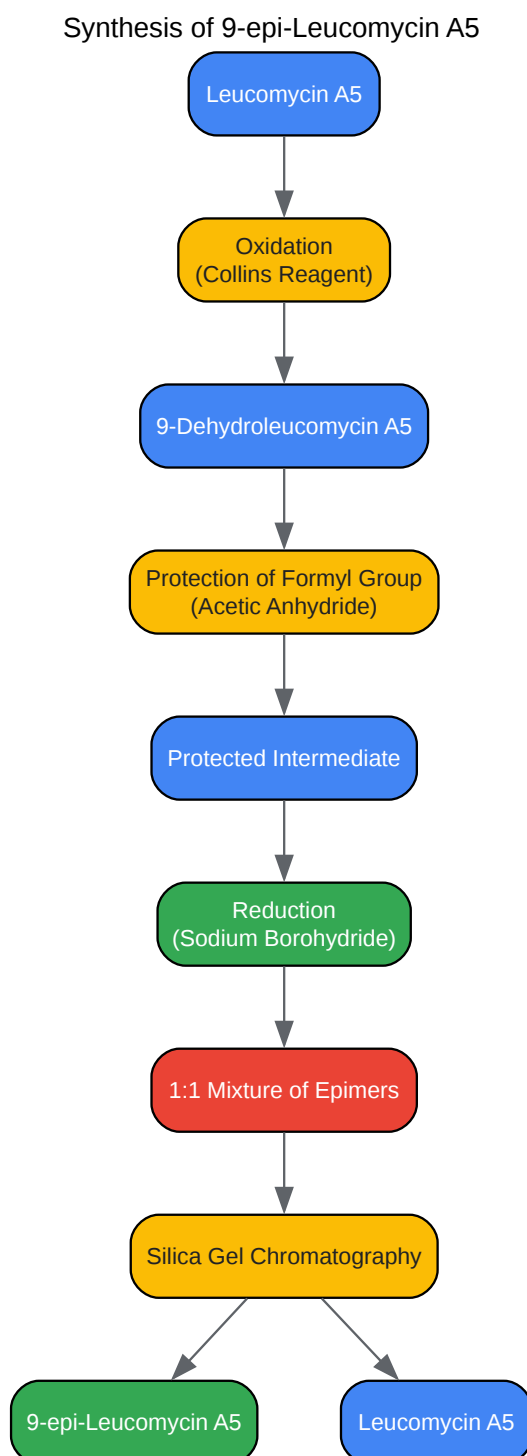 Synthesis of 9-epi-Leucomycin A5
Leucomycin A5
Oxidation
(Collins Reagent)
9-Dehydroleucomycin A5
Protection of Formyl Group
(Acetic Anhydride)
Protected Intermediate
Reduction
(Sodium Borohydride)
1:1 Mixture of Epimers
Silica Gel Chromatography
9-epi-Leucomycin A5
Leucomycin A5